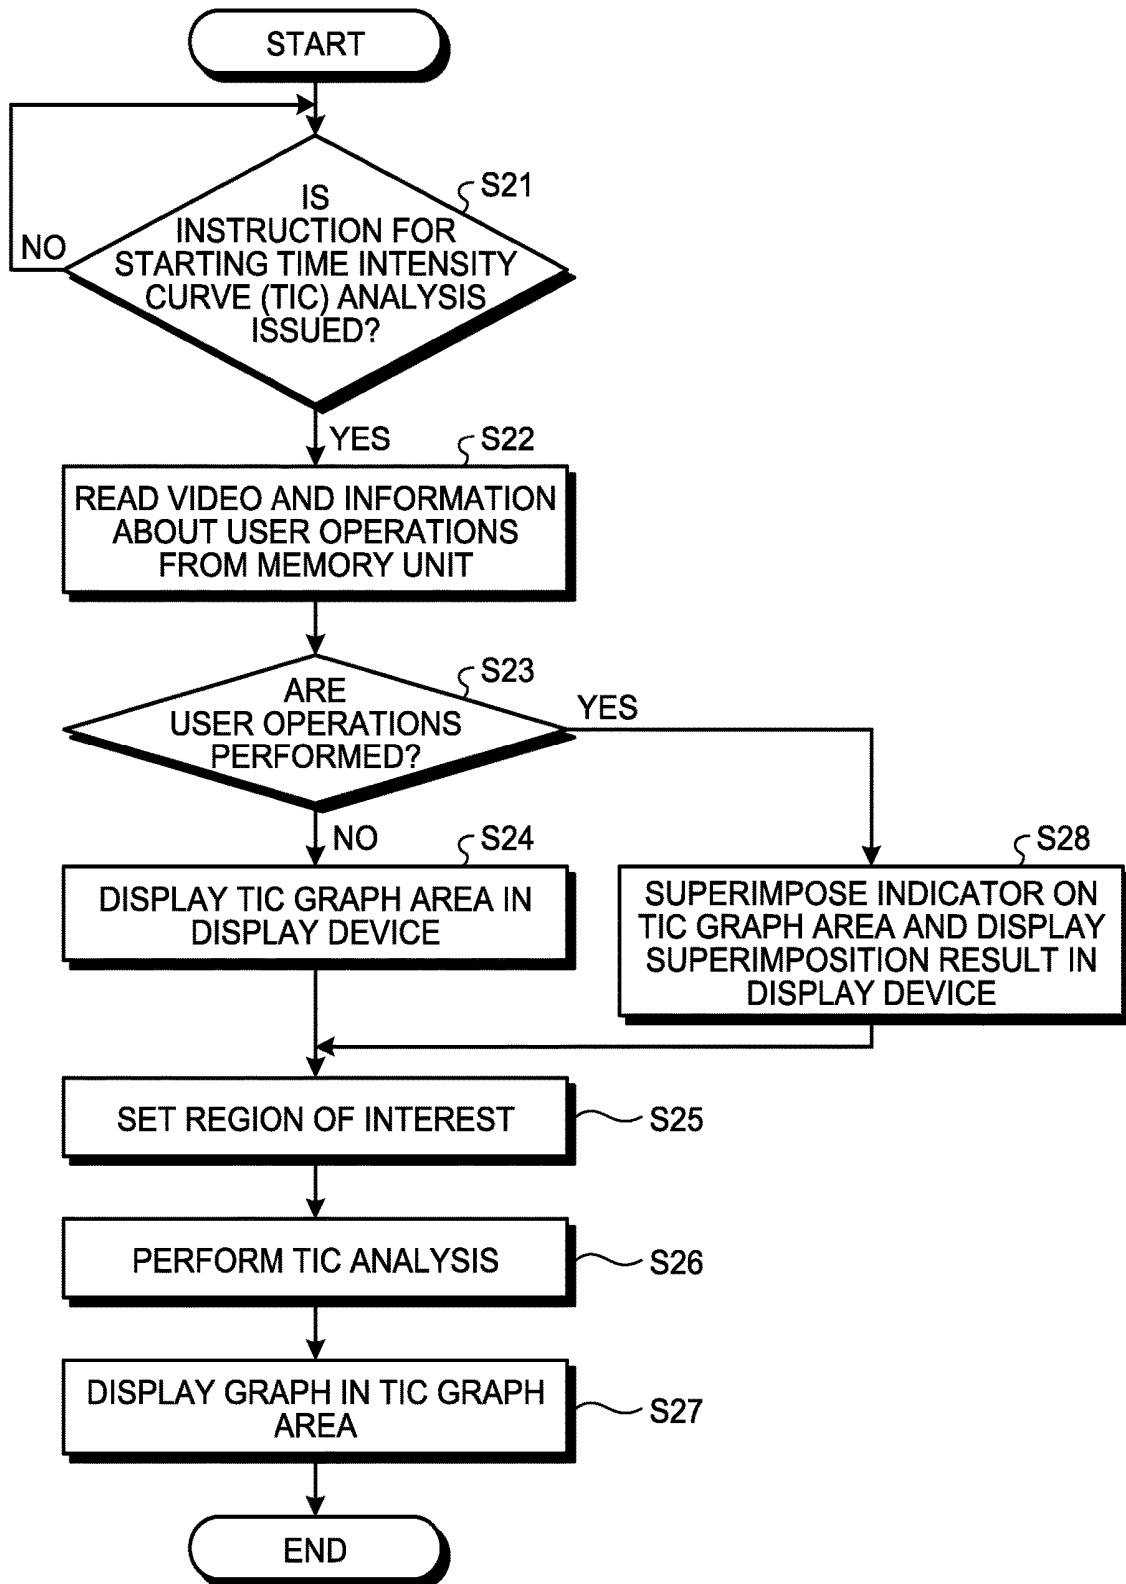 START
S21
IS
INSTRUCTION FOR
STARTING TIME INTENSITY
CURVE (TIC) ANALYSIS
ISSUED?
NO
YES
S22
READ VIDEO AND INFORMATION
ABOUT USER OPERATIONS
FROM MEMORY UNIT
S23
ARE
USER OPERATIONS
PERFORMED?
YES
NO
S24
DISPLAY TIC GRAPH AREA IN
DISPLAY DEVICE
S28
SUPERIMPOSE INDICATOR ON
TIC GRAPH AREA AND DISPLAY
SUPERIMPOSITION RESULT IN
DISPLAY DEVICE
SET REGION OF INTEREST
S25
PERFORM TIC ANALYSIS
S26
DISPLAY GRAPH IN TIC GRAPH
AREA
S27
END